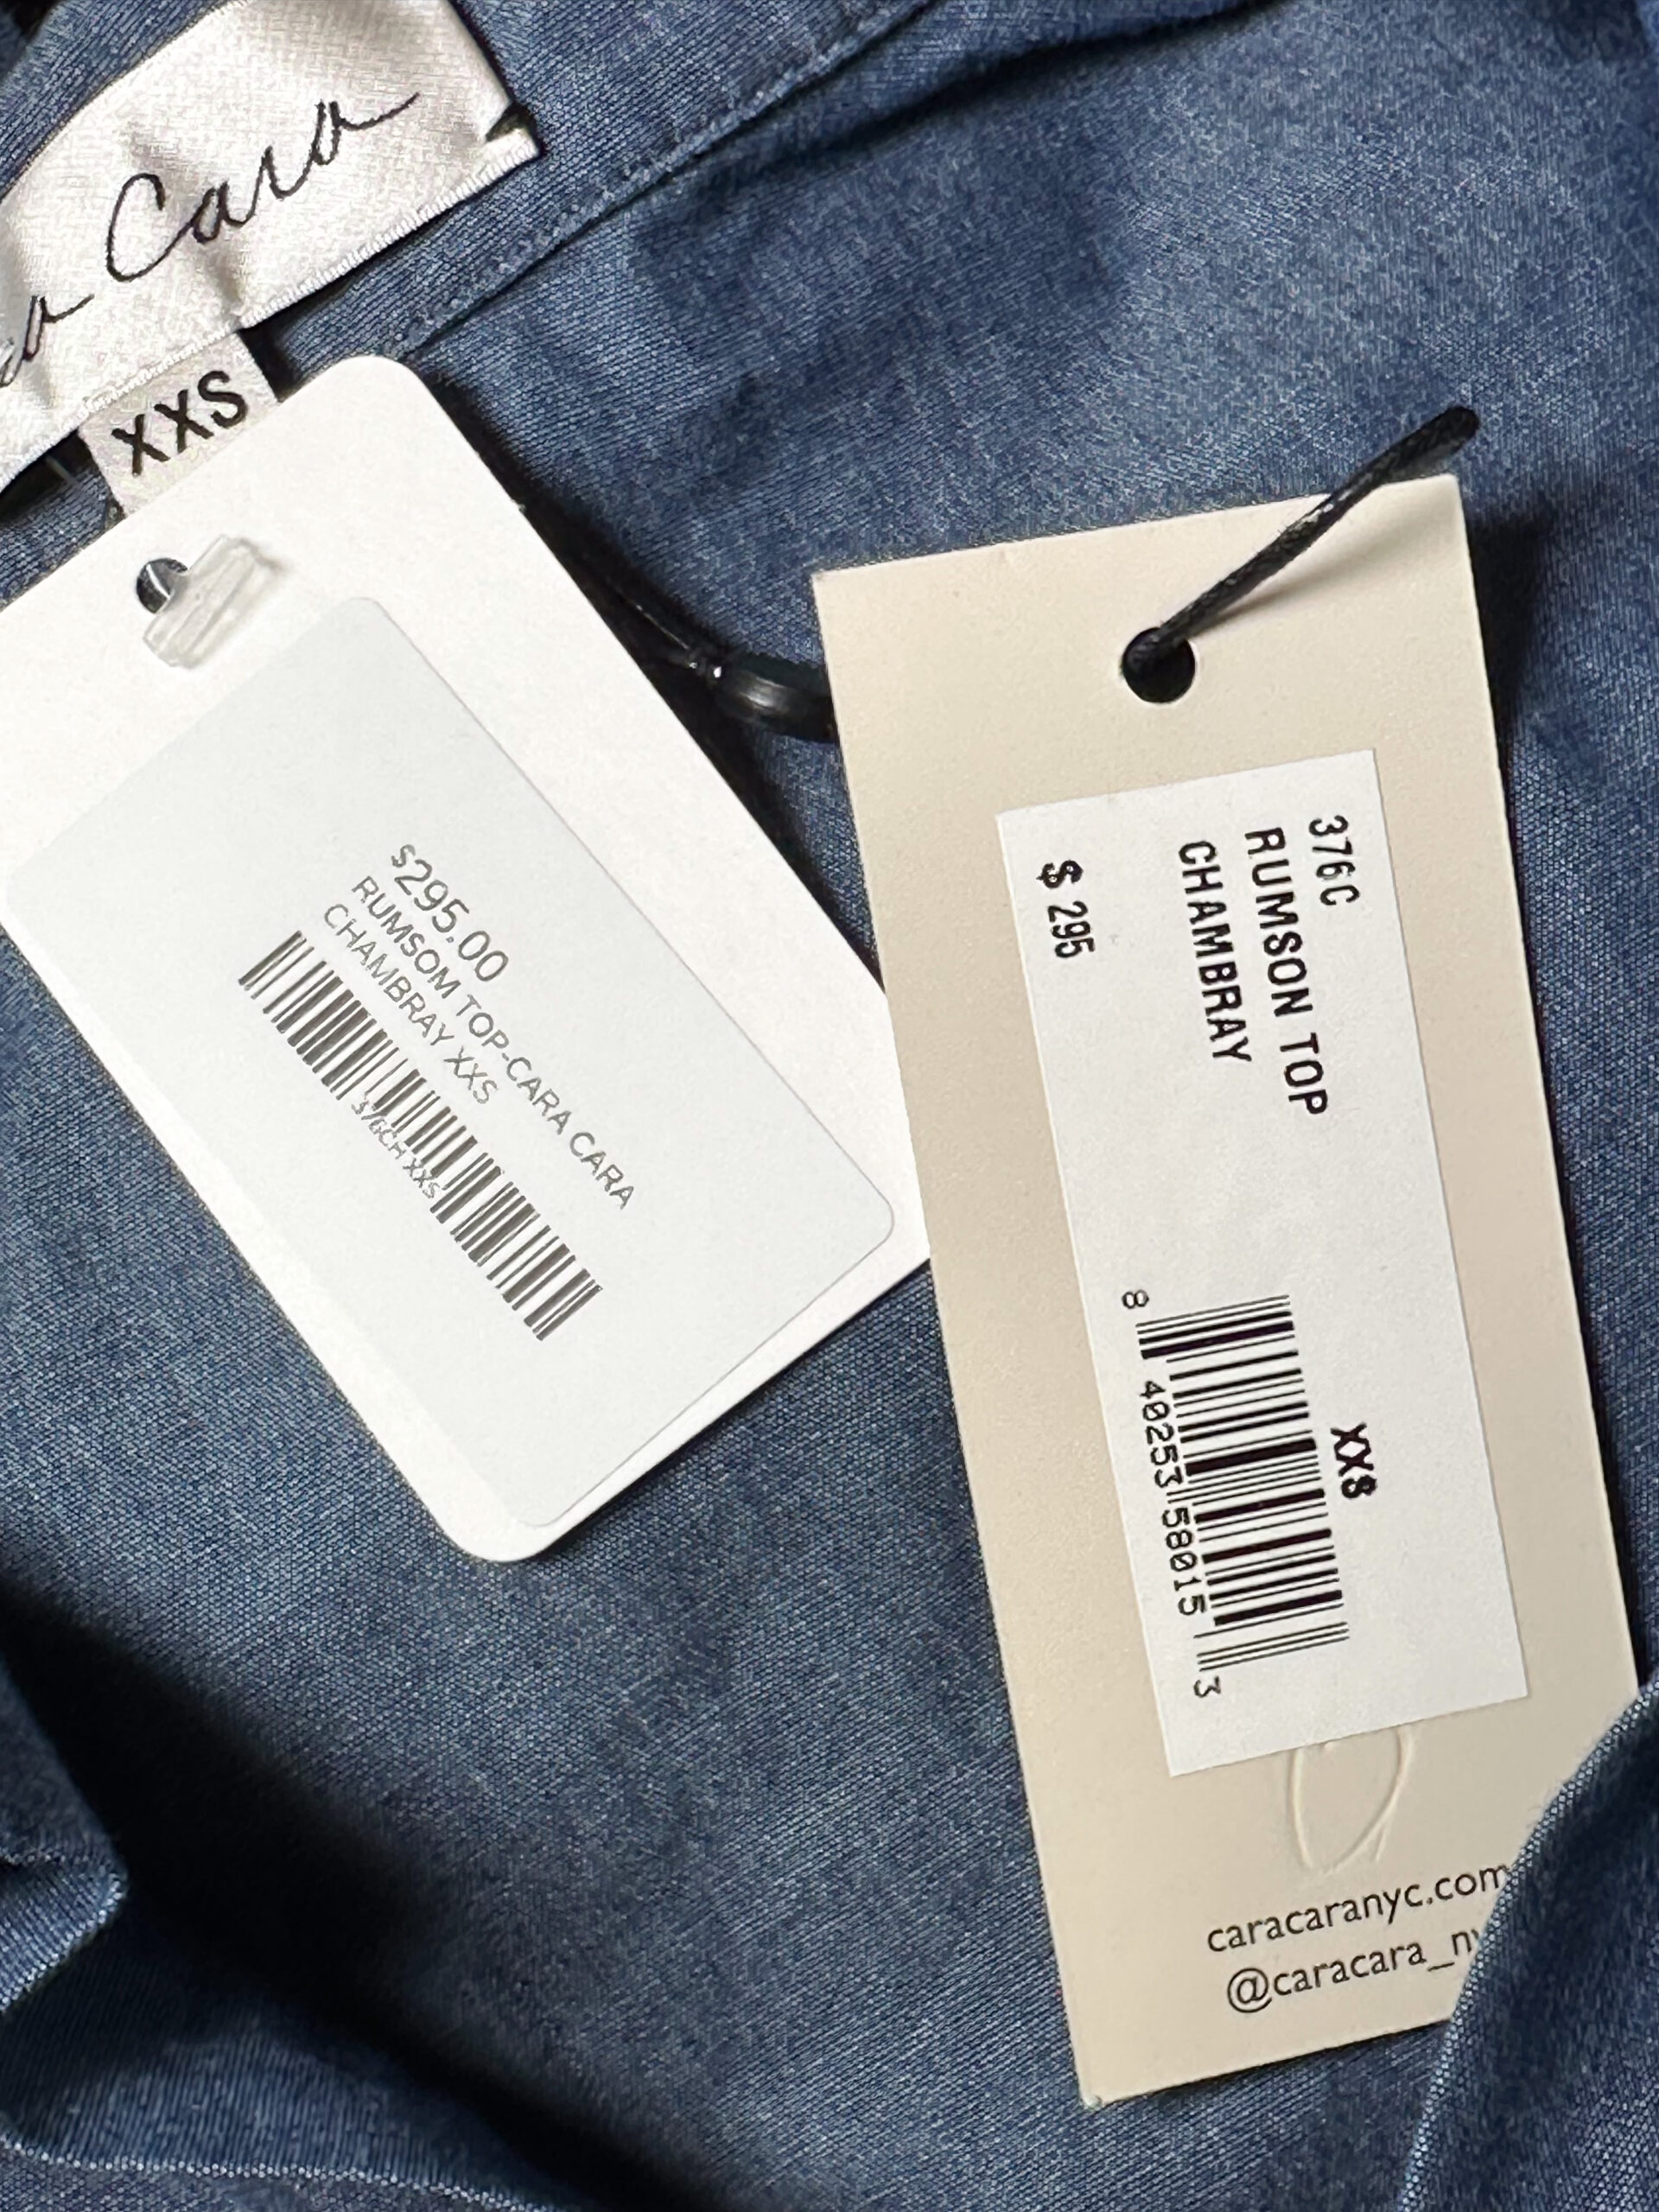 Cara
XXS
$295.00
RUMSOM TOP-CARA CARA
CHAMBRAY XXS
376CH XXS
376C
RUMSON TOP
CHAMBRAY
$ 295
XXS
8 40253 58015 3
caracaranyc.com
@caracara_ny